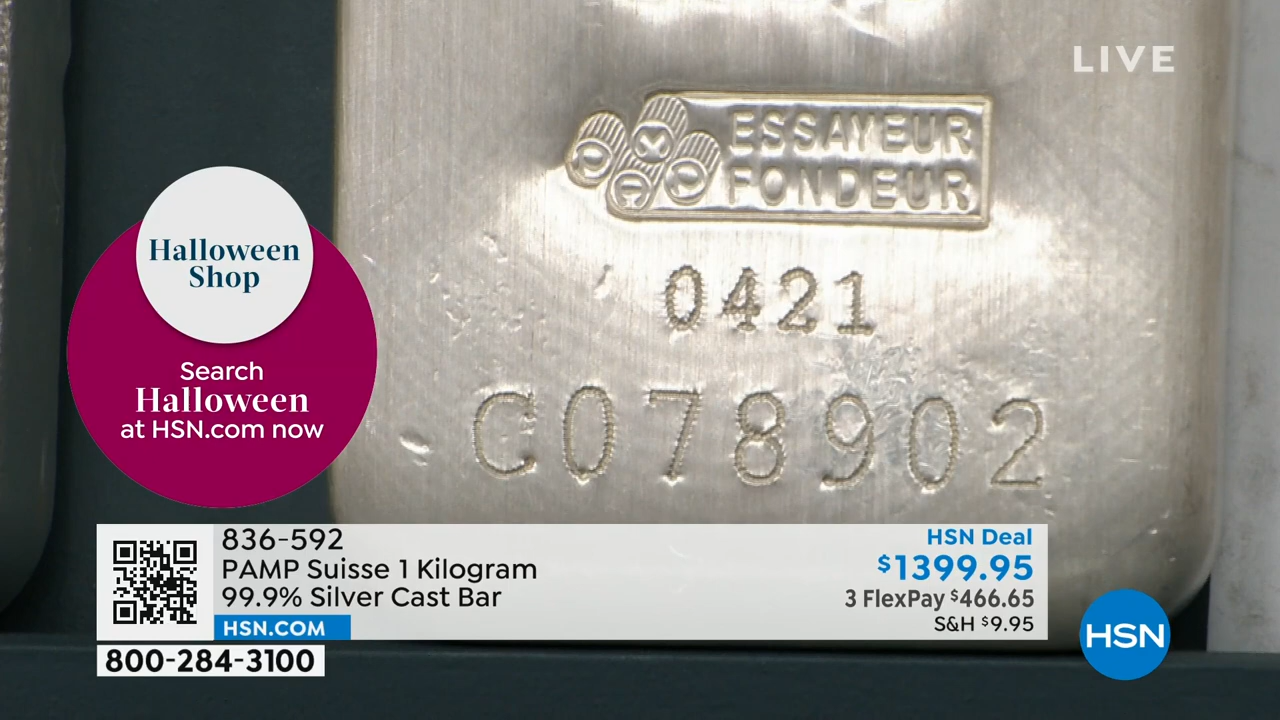 LIVE
P M A P
ESSAYEUR
FONDEUR
0421
C078902
Halloween
Shop
Search
Halloween
at HSN.com now
836-592
PAMP Suisse 1 Kilogram
99.9% Silver Cast Bar
HSN.COM
800-284-3100
HSN Deal
$1399.95
3 FlexPay $466.65
S&H $9.95
HSN